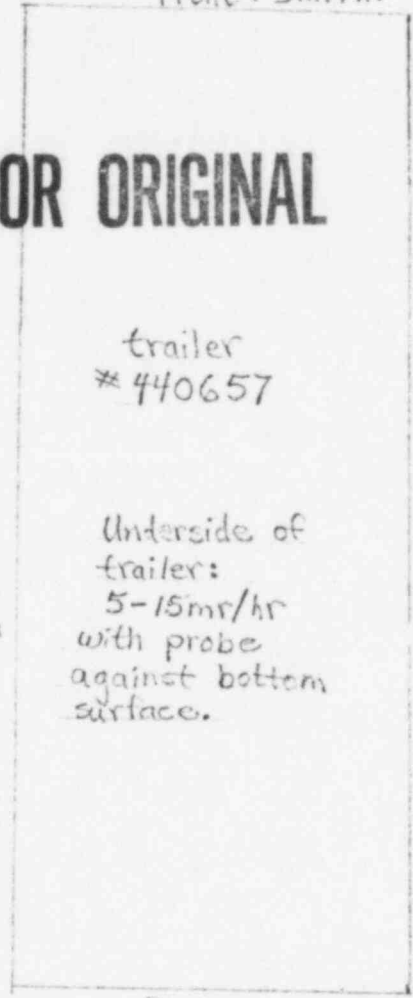 OR ORIGINAL
trailer
# 440657
Underside of
trailer:
5-15mr/hr
with probe
against bottom
surface.